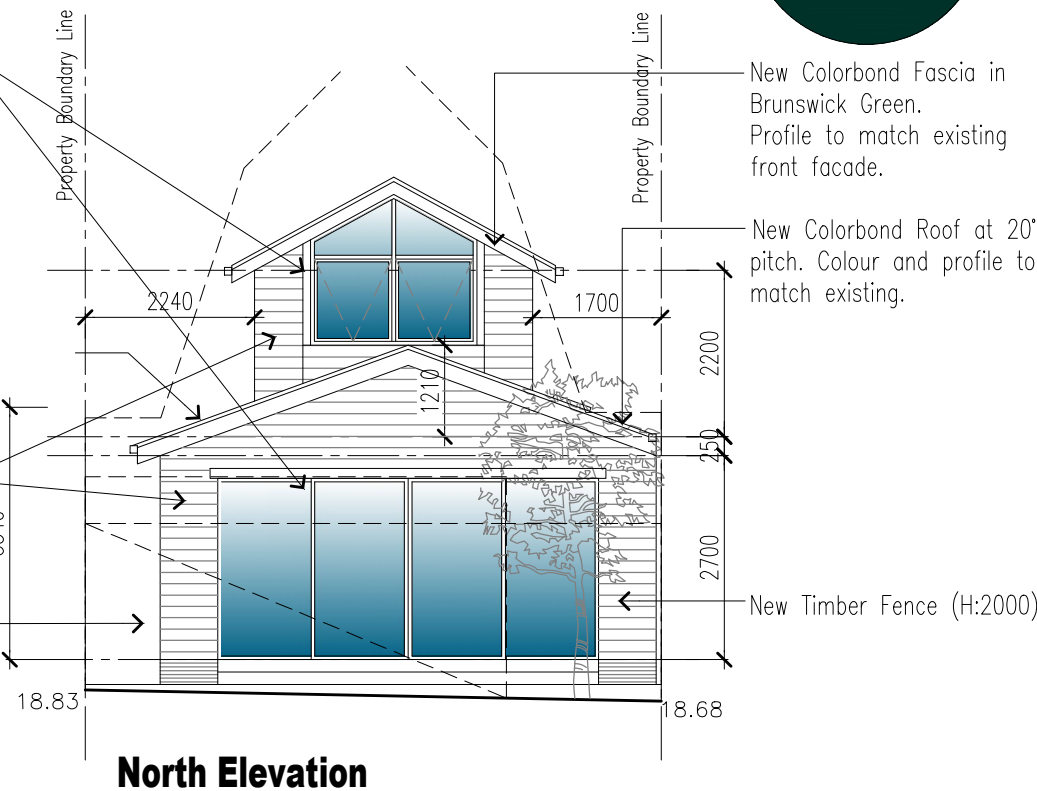 Property Boundary Line
Property Boundary Line
New Colorbond Fascia in
Brunswick Green.
Profile to match existing
front facade.
New Colorbond Roof at 20°
pitch. Colour and profile to
match existing.
2240
1700
2200
1210
250
2700
New Timber Fence (H:2000)
18.83
18.68
North Elevation